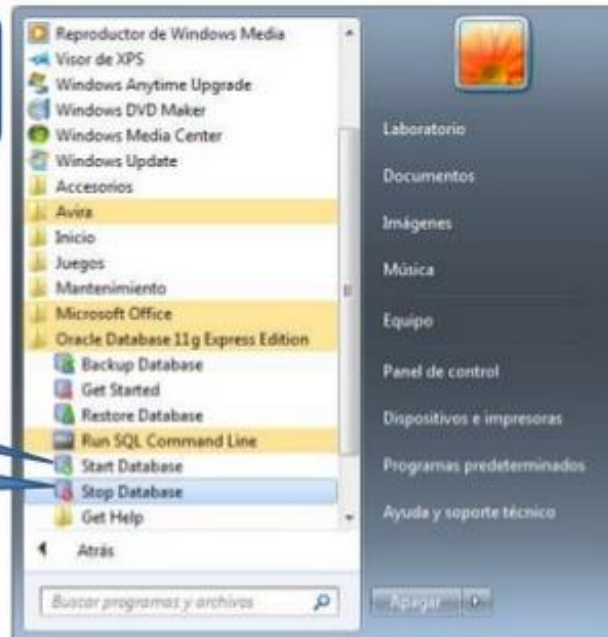 Reproductor de Windows Media
Visor de XPS
Windows Anytime Upgrade
Windows DVD Maker
Windows Media Center
Windows Update
Accesorios
Avira
Inicio
Juegos
Mantenimiento
Microsoft Office
Oracle Database 11g Express Edition
Backup Database
Get Started
Restore Database
Run SQL Command Line
Start Database
Stop Database
Get Help
Atrás
Buscar programas y archivos
Laboratorio
Documentos
Imágenes
Música
Equipo
Panel de control
Dispositivos e impresoras
Programas predeterminados
Ayuda y soporte técnico
Apagar